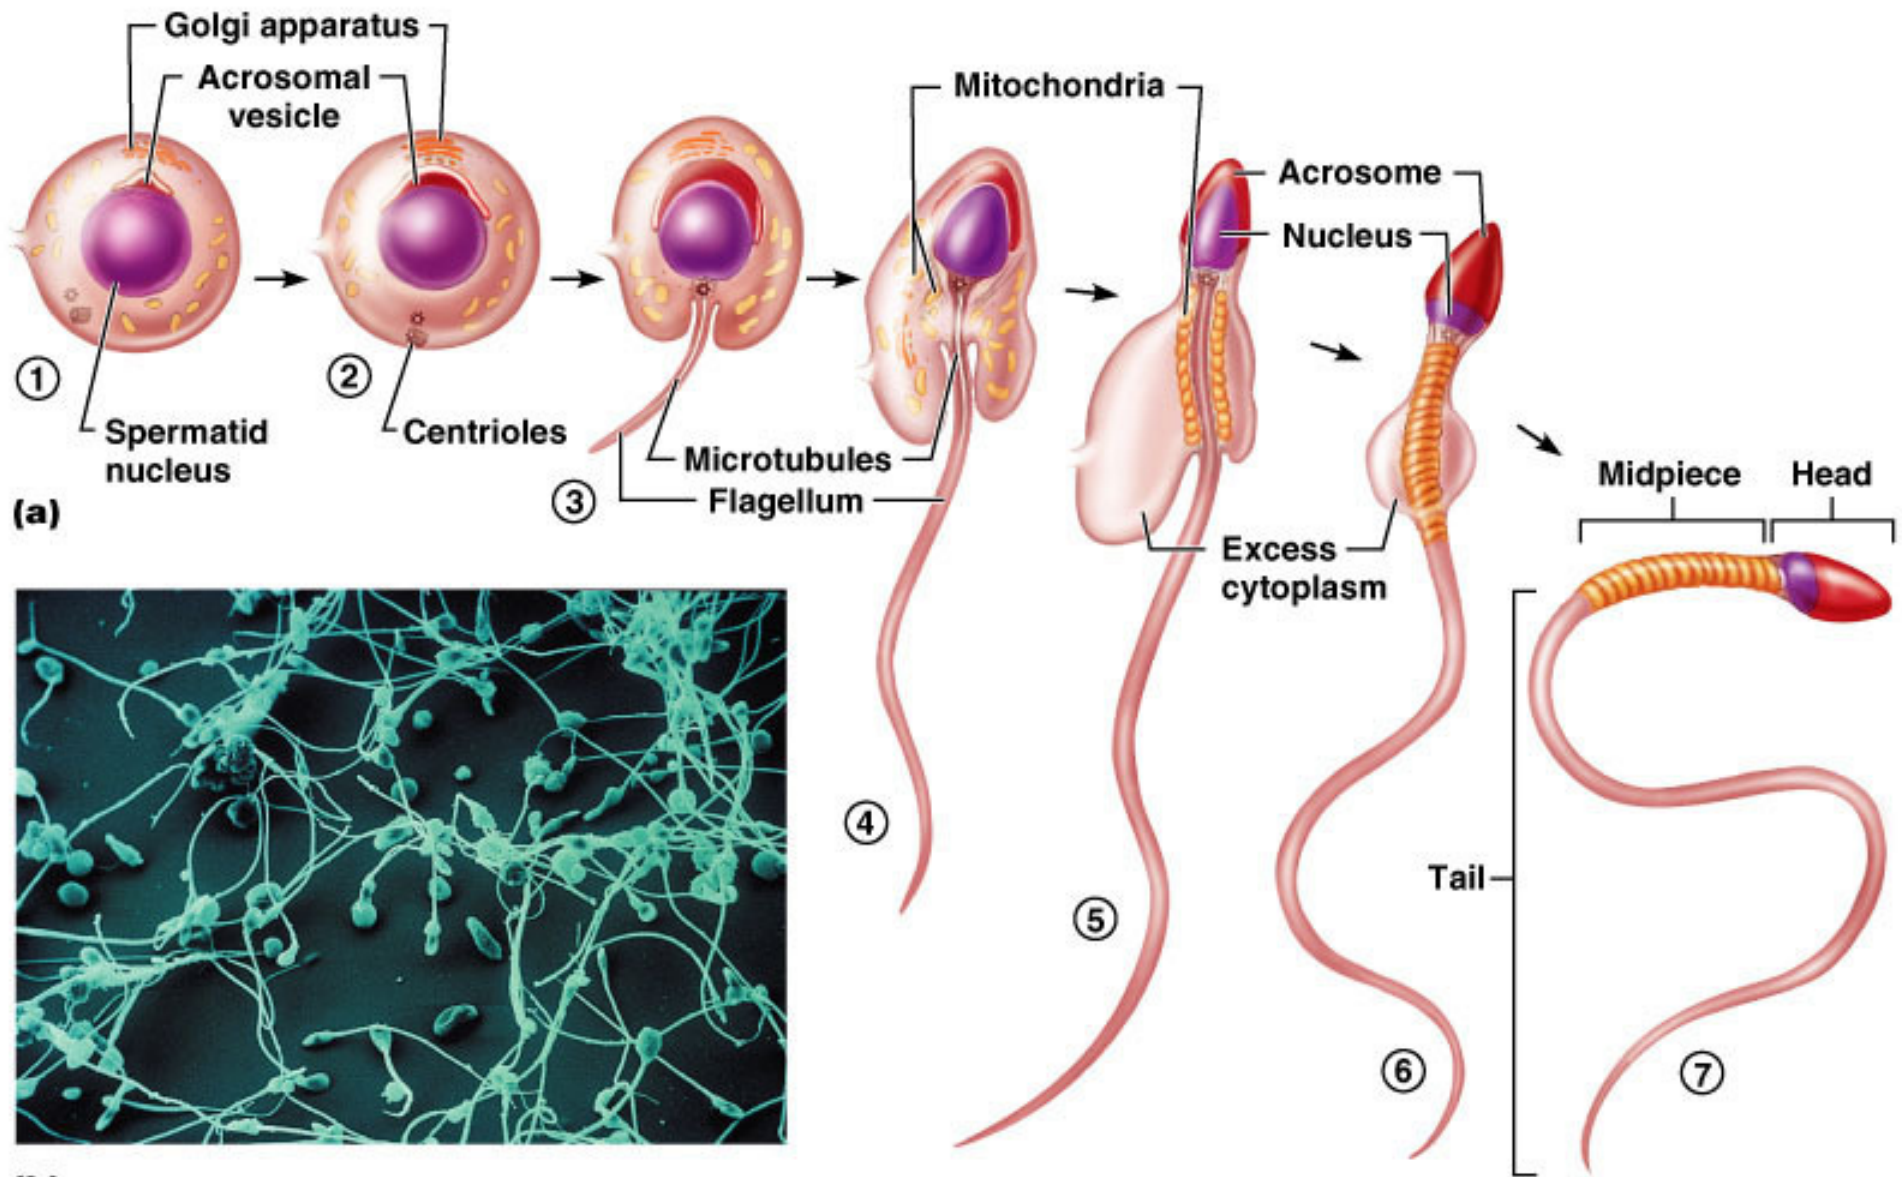 Golgi apparatus
Acrosomal
vesicle
Mitochondria
Acrosome
Nucleus
1
2
Spermatid
nucleus
Centrioles
Microtubules
Flagellum
3
(a)
Excess
cytoplasm
Midpiece
Head
4
5
Tail
6
7